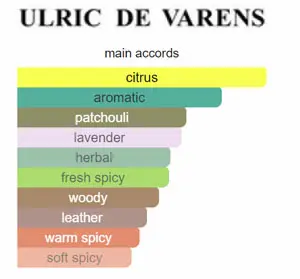 ULRIC DE VARENS
main accords
citrus
aromatic
patchouli
lavender
herbal
fresh spicy
woody
leather
warm spicy
soft spicy